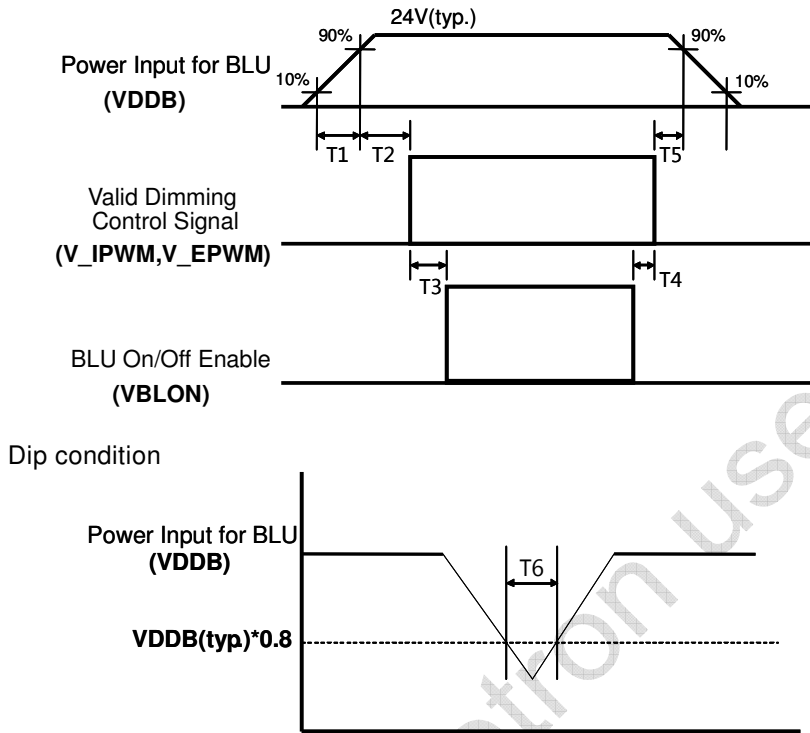 24V(typ.)
90%
90%
Power Input for BLU
10%
10%
(VDDB)
T1
T2
T5
Valid Dimming
Control Signal
(V_IPWM,V_EPWM)
T3
T4
BLU On/Off Enable
(VBLON)
Dip condition
Power Input for BLU
(VDDB)
T6
VDDB(typ.)*0.8
tron use